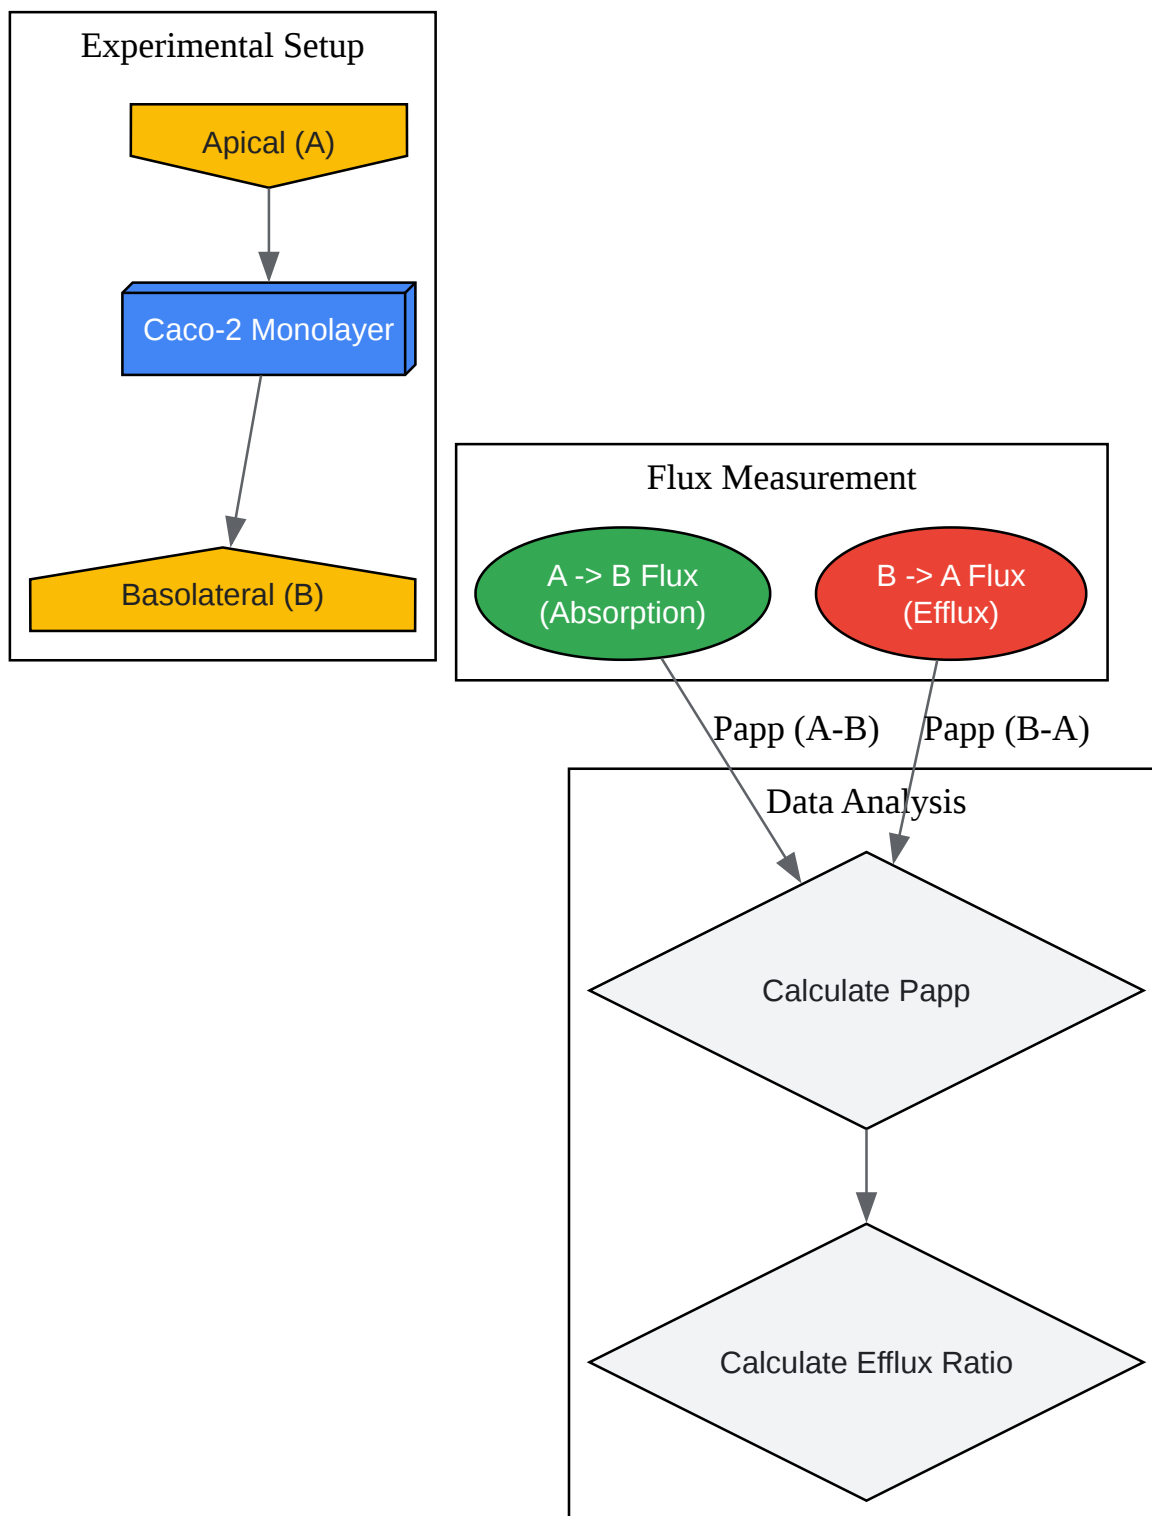 Experimental Setup
Apical (A)
Caco-2 Monolayer
Basolateral (B)
Flux Measurement
A -> B Flux
(Absorption)
B -> A Flux
(Efflux)
Papp (A-B)
Papp (B-A)
Data Analysis
Calculate Papp
Calculate Efflux Ratio